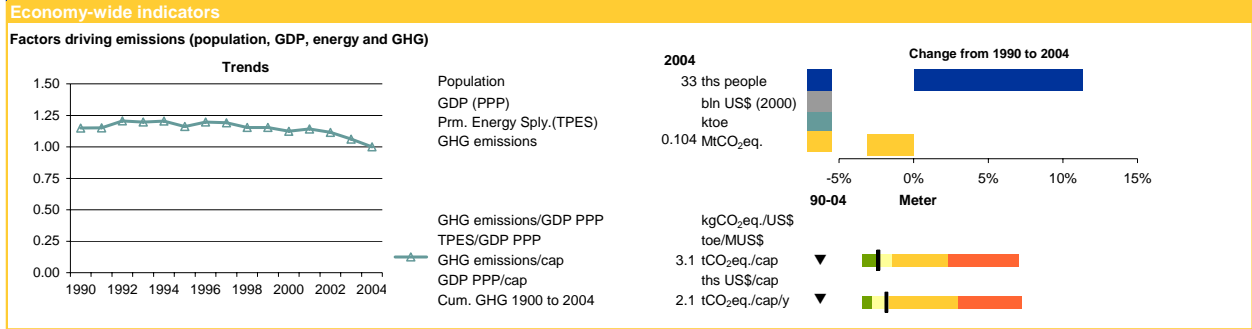 Economy-wide indicators
Factors driving emissions (population, GDP, energy and GHG)
Trends
1.50
1.25
1.00
0.75
0.50
0.25
0.00
1990 1992 1994 1996 1998 2000 2002 2004
2004
Population 33 ths people
GDP (PPP) bln US$ (2000)
Prm. Energy Sply.(TPES) ktoe
GHG emissions 0.104 MtCO₂eq.
Change from 1990 to 2004
-5% 0% 5% 10% 15%
90-04 Meter
GHG emissions/GDP PPP kgCO₂eq./US$
TPES/GDP PPP toe/MUS$
GHG emissions/cap 3.1 tCO₂eq./cap
GDP PPP/cap ths US$/cap
Cum. GHG 1900 to 2004 2.1 tCO₂eq./cap/y